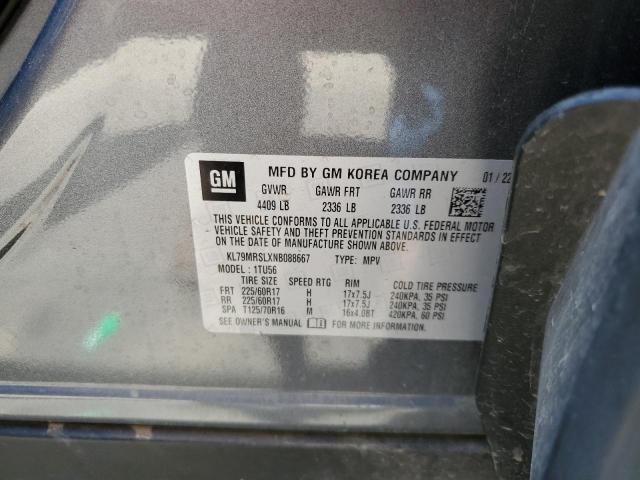 GM
MFD BY GM KOREA COMPANY 01 / 22
GVWR GAWR FRT GAWR RR
4409 LB 2336 LB 2336 LB
THIS VEHICLE CONFORMS TO ALL APPLICABLE U.S. FEDERAL MOTOR
VEHICLE SAFETY AND THEFT PREVENTION STANDARDS IN EFFECT
ON THE DATE OF MANUFACTURE SHOWN ABOVE.
KL79MRSLXNB088667 TYPE: MPV
MODEL: 1TU56
TIRE SIZE SPEED RTG RIM COLD TIRE PRESSURE
FRT 225/60R17 H 17x7.5J 240KPA, 35 PSI
RR 225/60R17 H 17x7.5J 240KPA, 35 PSI
SPA T125/70R16 M 16x4.0BT 420KPA, 60 PSI
SEE OWNER'S MANUAL FOR MORE INFORMATION.